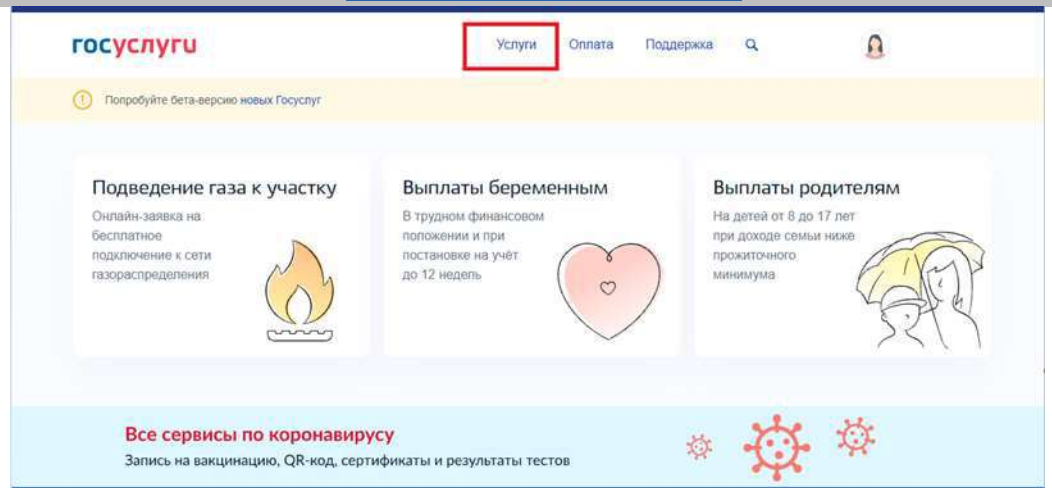 госуслуги
Услуги Оплата Поддержка
Попробуйте бета-версию новых Госуслуг
Подведение газа к участку
Онлайн-заявка на
бесплатное
подключение к сети
газораспределения
Выплаты беременным
В трудном финансовом
положении и при
постановке на учёт
до 12 недель
Выплаты родителям
На детей от 8 до 17 лет
при доходе семьи ниже
прожиточного
минимума
Все сервисы по коронавирусу
Запись на вакцинацию, QR-код, сертификаты и результаты тестов